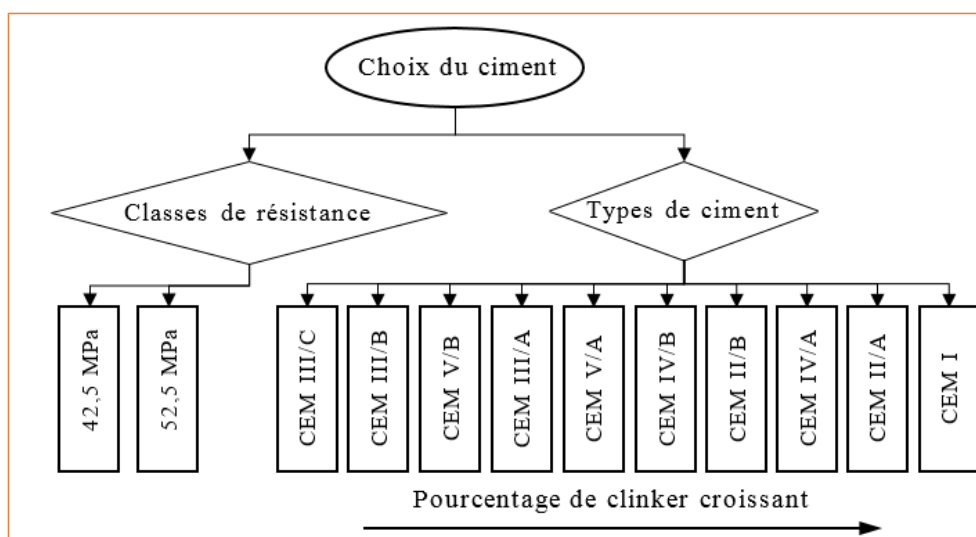 Choix du ciment
Classes de résistance
Types de ciment
42,5 MPa
52,5 MPa
CEM III/C
CEM III/B
CEM V/B
CEM III/A
CEM V/A
CEM IV/B
CEM II/B
CEM IV/A
CEM II/A
CEM I
Pourcentage de clinker croissant